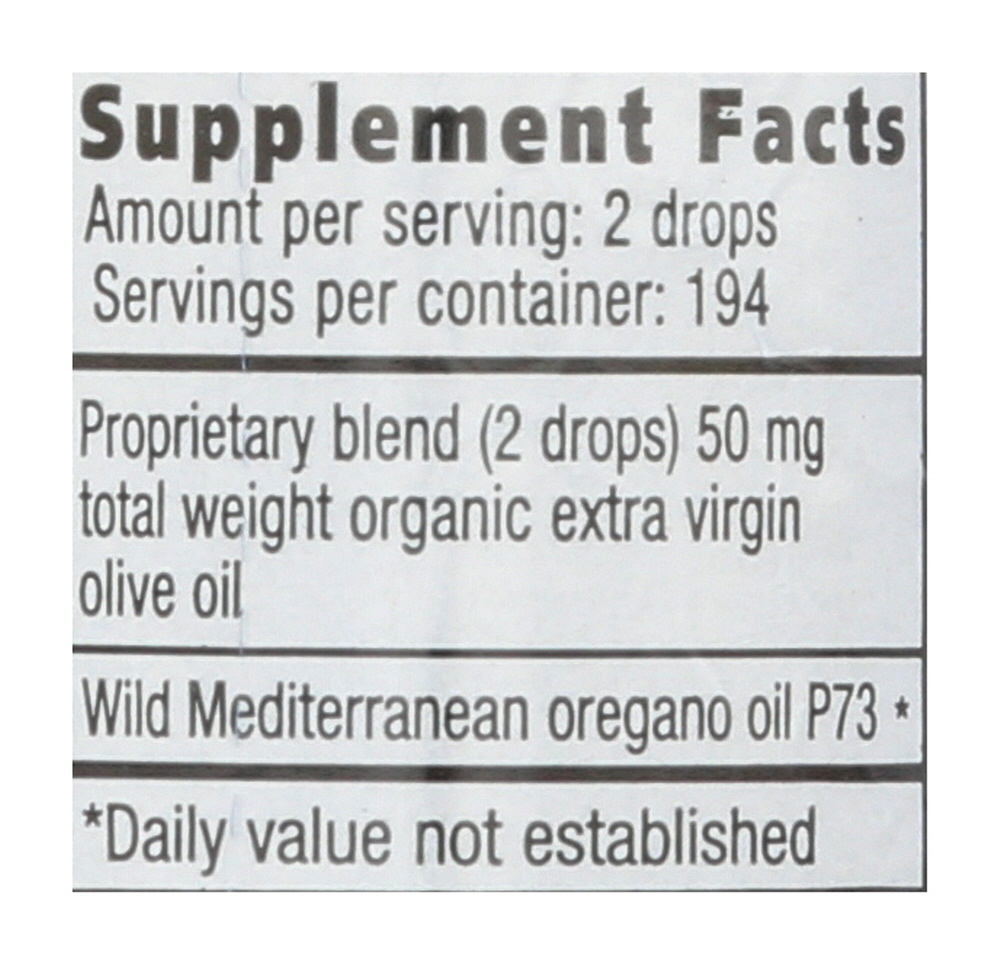 Supplement Facts
Amount per serving: 2 drops
Servings per container: 194
Proprietary blend (2 drops) 50 mg
total weight organic extra virgin
olive oil
Wild Mediterranean oregano oil P73 *
*Daily value not established